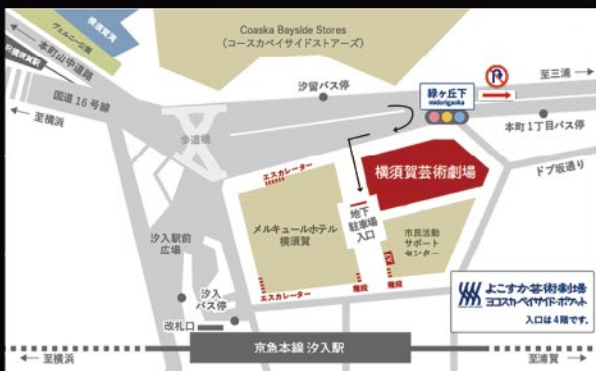 Coaska Bayside Stores
（コースカベイサイドストアーズ）
横須賀港
ヴェルニー公園
本町山中道路
JR横須賀駅
国道16号線
至横浜
歩道橋
汐留バス停
緑ヶ丘下
midorigaoka
至三浦
本町1丁目バス停
ドブ坂通り
エスカレーター
横須賀芸術劇場
地下
駐車場
入口
メルキュールホテル
横須賀
市民活動
サポート
センター
EV
階段
階段
エスカレーター
汐入駅前
広場
汐入
バス停
改札口
よこすか芸術劇場
ヨコスカ・ベイサイド・ポケット
入口は4階です。
京急本線 汐入駅
至横浜
至浦賀